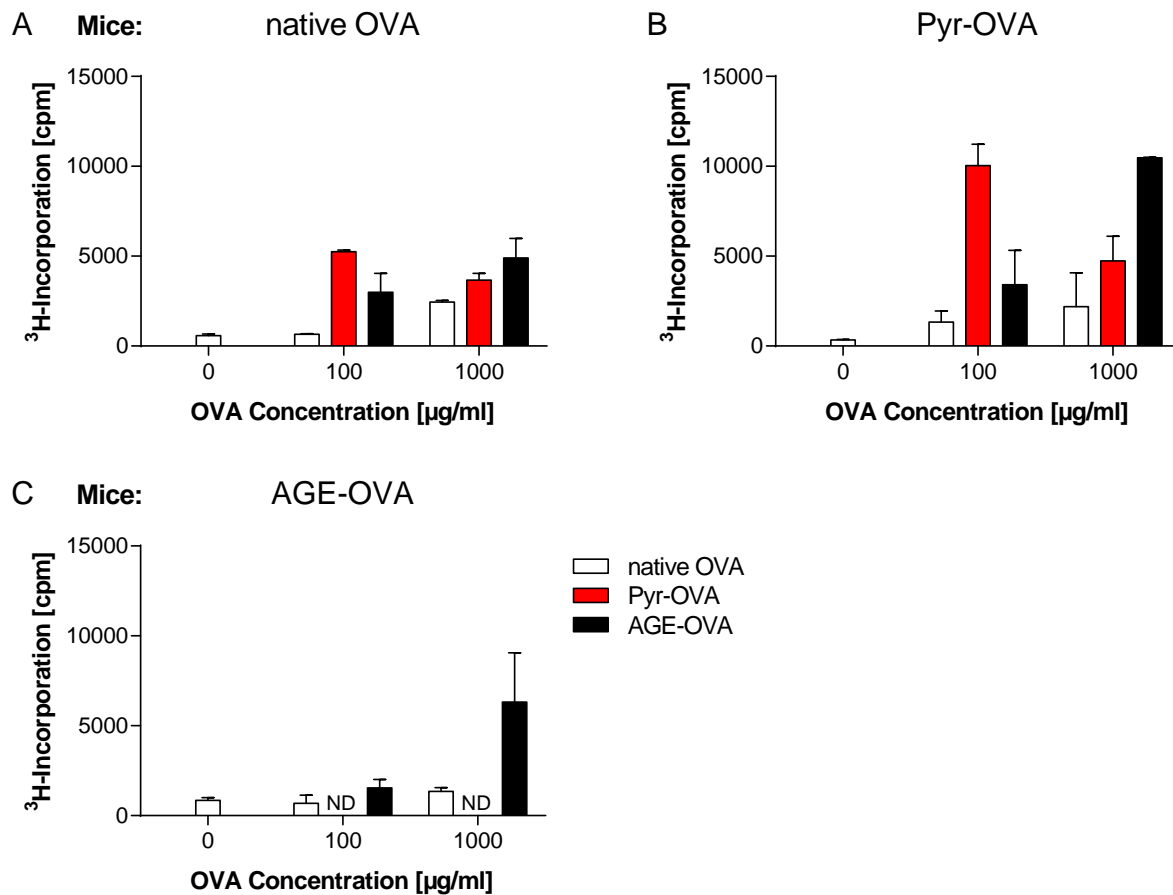 A Mice: native OVA
15000
10000
5000
0
³H-Incorporation [cpm]
0 100 1000
OVA Concentration [µg/ml]
B Pyr-OVA
15000
10000
5000
0
³H-Incorporation [cpm]
0 100 1000
OVA Concentration [µg/ml]
C Mice: AGE-OVA
15000
10000
5000
0
³H-Incorporation [cpm]
ND ND
0 100 1000
OVA Concentration [µg/ml]
native OVA
Pyr-OVA
AGE-OVA